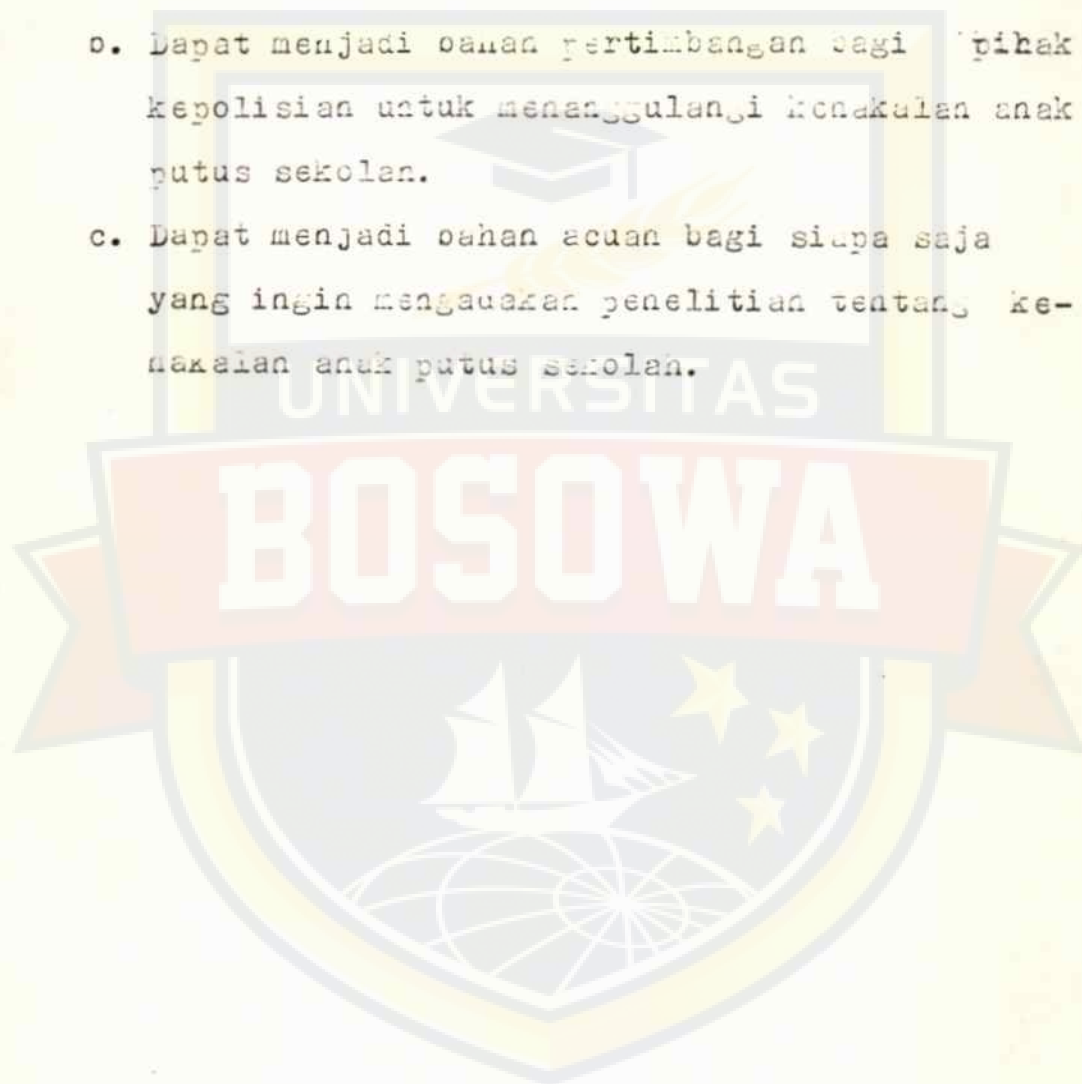 b. Dapat menjadi bahan pertimbangan bagi pihak
kepolisian untuk menanggulangi kenakalan anak
putus sekolah.
c. Dapat menjadi bahan acuan bagi siapa saja
yang ingin mengadakan penelitian tentang ke-
nakalan anak putus sekolah.
UNIVERSITAS
BOSOWA